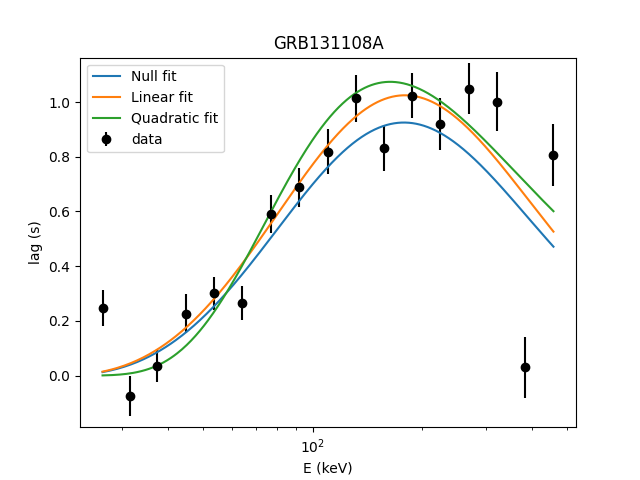 GRB131108A
Null fit
Linear fit
Quadratic fit
data
lag (s)
1.0
0.8
0.6
0.4
0.2
0.0
10²
E (keV)